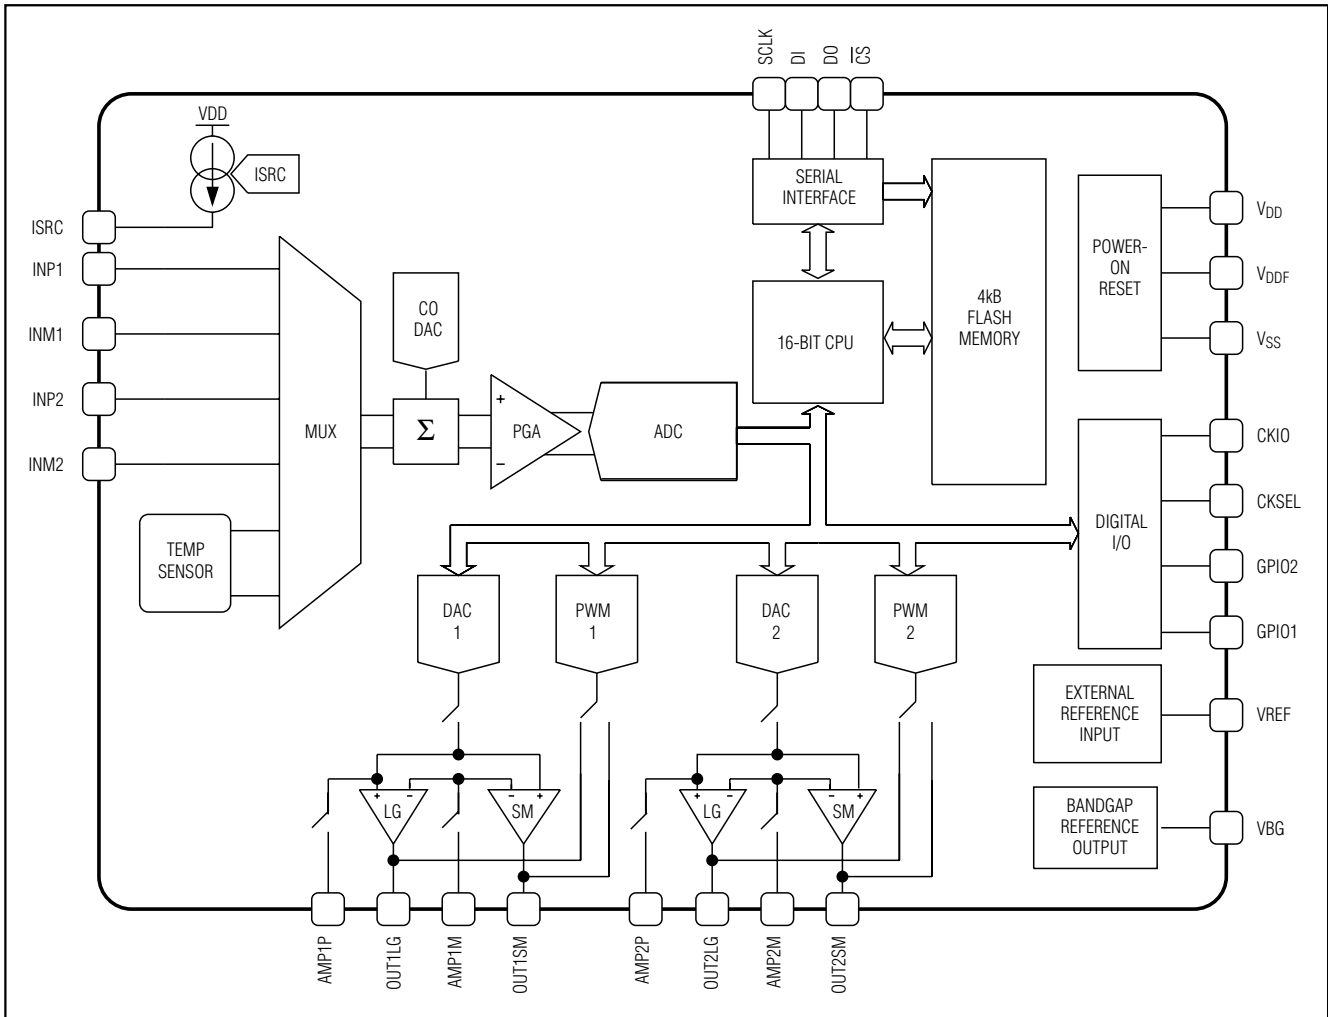 SCLK
DI
DO
CS
VDD
ISRC
ISRC
INP1
INM1
INP2
INM2
MUX
TEMP
SENSOR
CO
DAC
Σ
+
−
PGA
ADC
SERIAL
INTERFACE
16-BIT CPU
4kB
FLASH
MEMORY
POWER-
ON
RESET
VDD
VDDF
VSS
DIGITAL
I/O
CKIO
CKSEL
GPIO2
GPIO1
EXTERNAL
REFERENCE
INPUT
VREF
BANDGAP
REFERENCE
OUTPUT
VBG
DAC
1
PWM
1
DAC
2
PWM
2
+ −
LG
− +
SM
+ −
LG
− +
SM
AMP1P
OUT1LG
AMP1M
OUT1SM
AMP2P
OUT2LG
AMP2M
OUT2SM